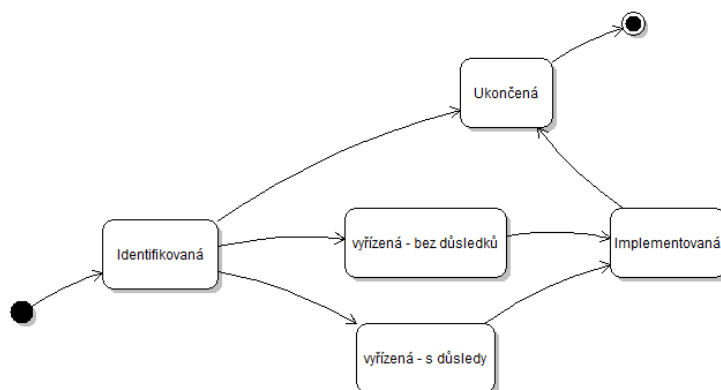 Ukončená
Identifikovaná
vyřízená - bez důsledků
Implementovaná
vyřízená - s důsledy